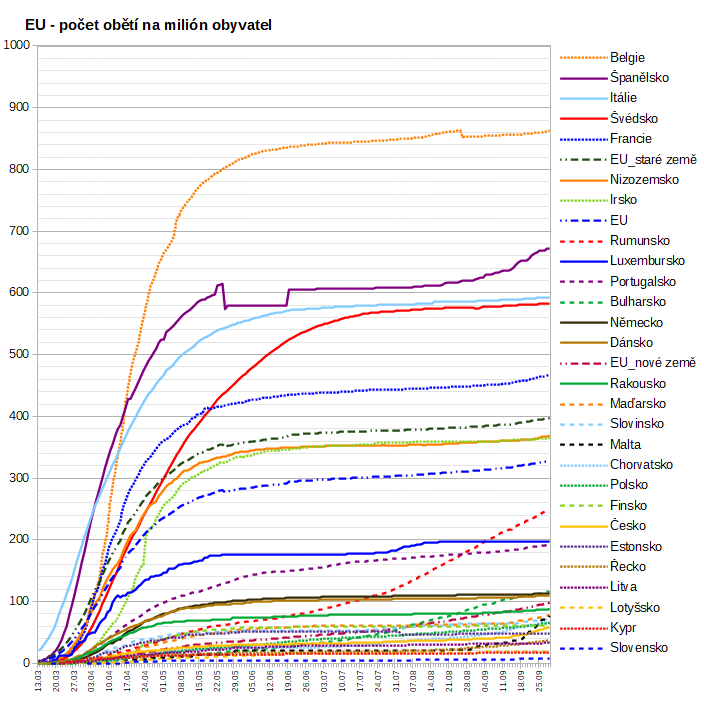 EU - počet obětí na milión obyvatel
1000
900
800
700
600
500
400
300
200
100
0
13.03
20.03
27.03
03.04
10.04
17.04
24.04
01.05
08.05
15.05
22.05
29.05
05.06
12.06
19.06
26.06
03.07
10.07
17.07
24.07
31.07
07.08
14.08
21.08
28.08
04.09
11.09
18.09
25.09
Belgie
Španělsko
Itálie
Švédsko
Francie
EU_staré země
Nizozemsko
Irsko
EU
Rumunsko
Luxembursko
Portugalsko
Bulharsko
Německo
Dánsko
EU_nové země
Rakousko
Maďarsko
Slovinsko
Malta
Chorvatsko
Polsko
Finsko
Česko
Estonsko
Řecko
Litva
Lotyšsko
Kypr
Slovensko